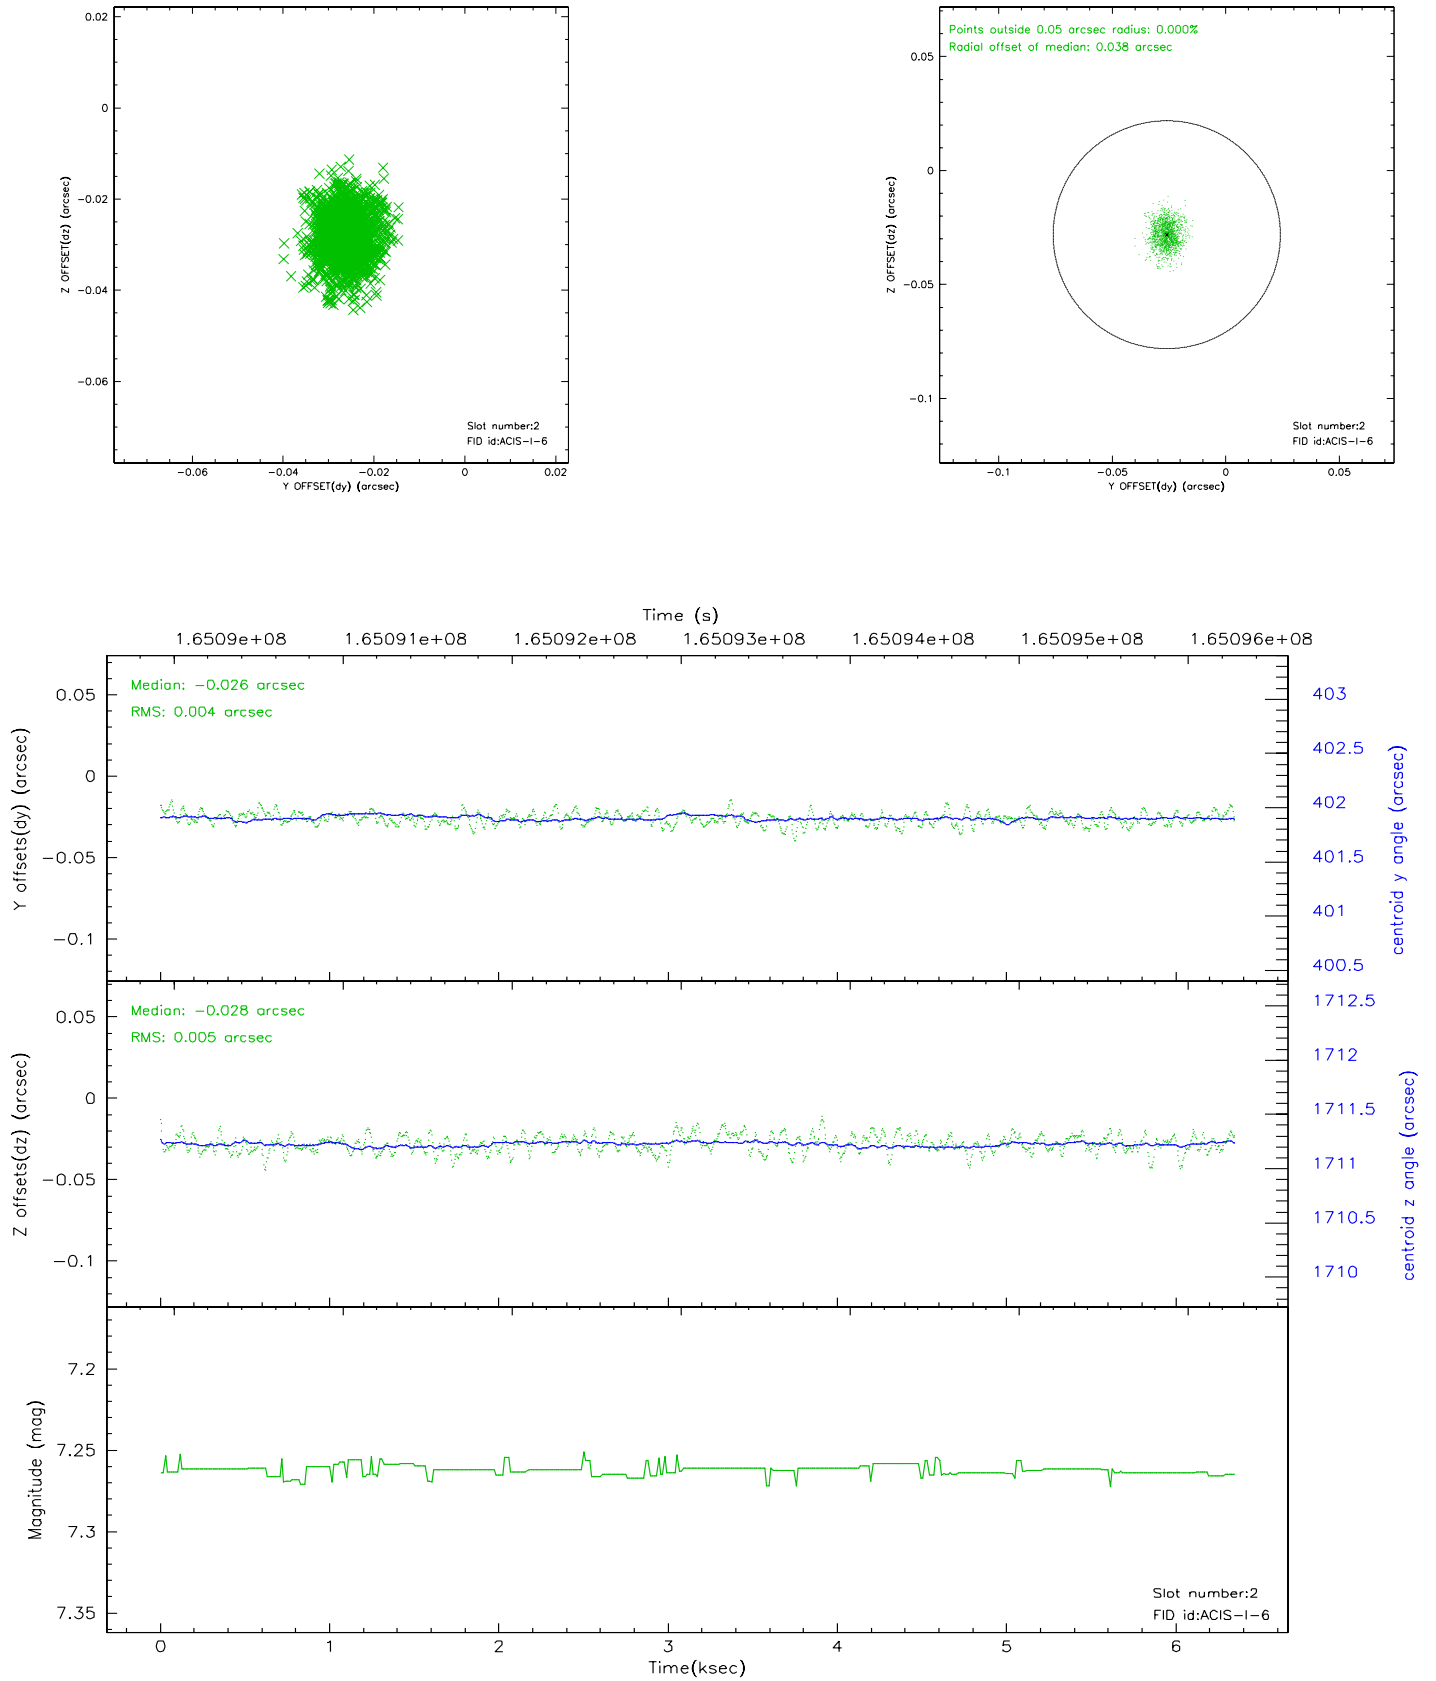 0.02
0
-0.02
-0.04
-0.06
Z OFFSET(dz) (arcsec)
Slot number:2
FID id:ACIS-I-6
-0.06 -0.04 -0.02 0 0.02
Y OFFSET(dy) (arcsec)
Points outside 0.05 arcsec radius: 0.000%
Radial offset of median: 0.038 arcsec
0.05
0
-0.05
-0.1
Z OFFSET(dz) (arcsec)
Slot number:2
FID id:ACIS-I-6
-0.1 -0.05 0 0.05
Y OFFSET(dy) (arcsec)
Time (s)
1.6509e+08 1.65091e+08 1.65092e+08 1.65093e+08 1.65094e+08 1.65095e+08 1.65096e+08
Median: -0.026 arcsec
RMS: 0.004 arcsec
0.05
0
-0.05
-0.1
Y offsets(dy) (arcsec)
403
402.5
402
401.5
401
400.5
centroid y angle (arcsec)
Median: -0.028 arcsec
RMS: 0.005 arcsec
0.05
0
-0.05
-0.1
Z offsets(dz) (arcsec)
1712.5
1712
1711.5
1711
1710.5
1710
centroid z angle (arcsec)
7.2
7.25
7.3
7.35
Magnitude (mag)
Slot number:2
FID id:ACIS-I-6
0 1 2 3 4 5 6
Time(ksec)